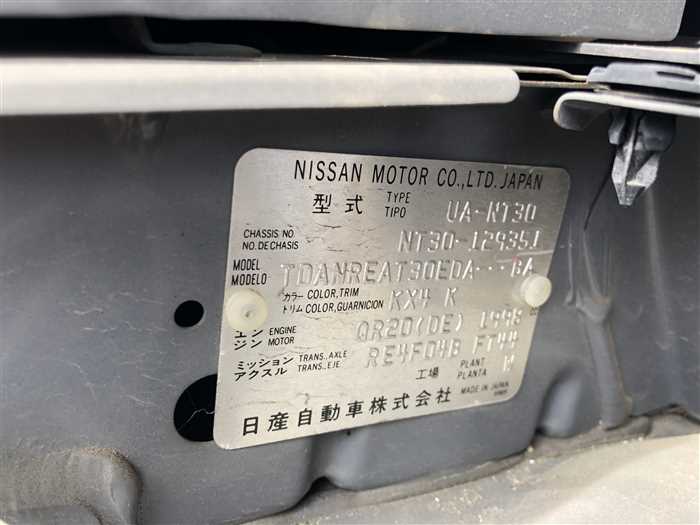 NISSAN MOTOR CO.,LTD. JAPAN
型式 TYPE TIPO UA-NT30
CHASSIS NO. NO. DE CHASIS NT30-129351
MODEL MODELO TDANREAT30EDA---BA
カラー COLOR,TRIM トリム COLOR,GUARNICION KX4 K
エンジン ENGINE MOTOR QR20(DE) 1998 cc
ミッション TRANS.,AXLE アクスル TRANS.,EJE RE4F04B FT44
工場 PLANT PLANTA
日産自動車株式会社 MADE IN JAPAN